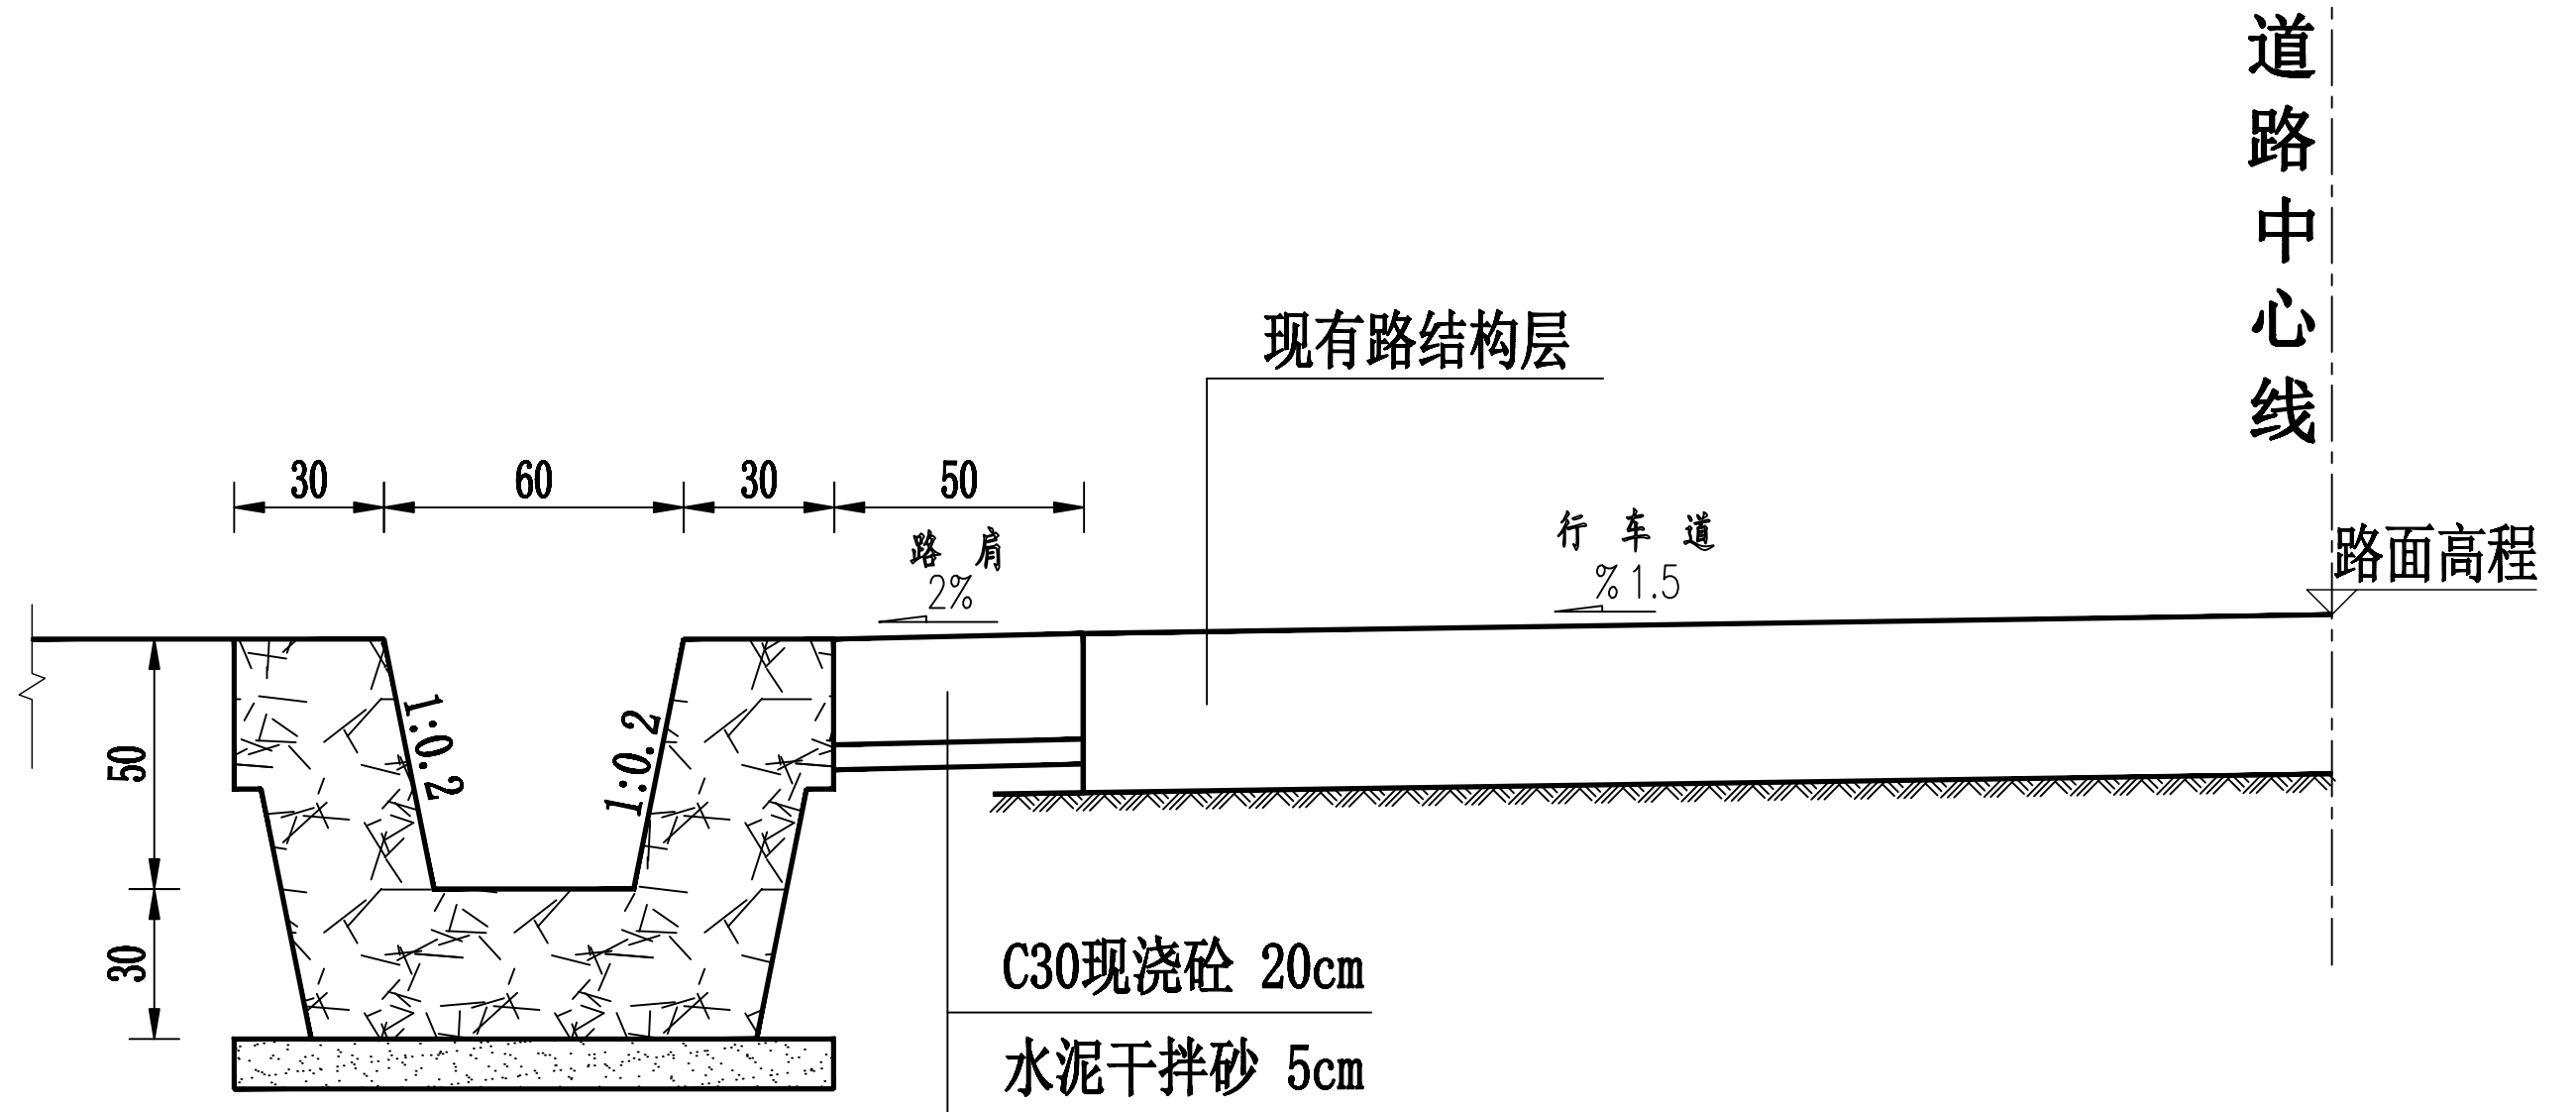 道路中心线
现有路结构层
30 60 30 50
路肩
2%
行车道
%1.5
路面高程
1:0.2
1:0.2
50
30
C30现浇砼 20cm
水泥干拌砂 5cm